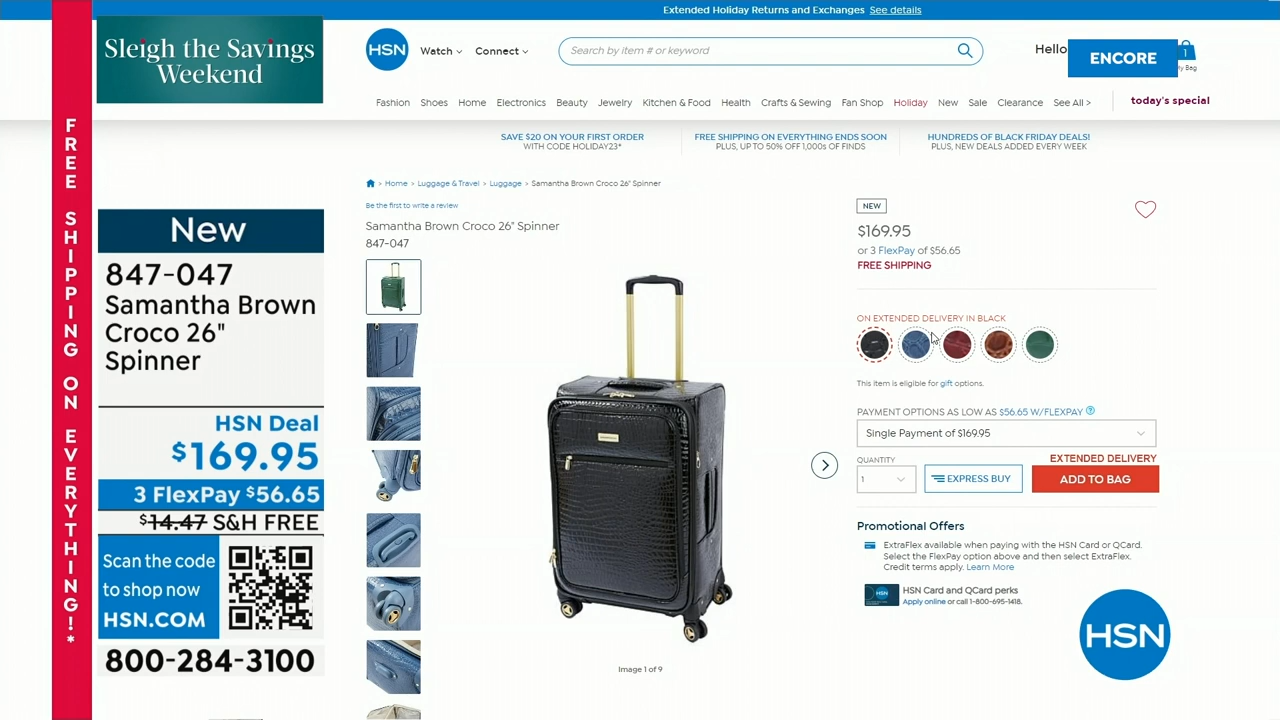 Extended Holiday Returns and Exchanges See details
Sleigh the Savings
Weekend
HSN
Watch
Connect
Search by item # or keyword
Hello
ENCORE
1
y Bag
Fashion Shoes Home Electronics Beauty Jewelry Kitchen & Food Health Crafts & Sewing Fan Shop Holiday New Sale Clearance See All > today's special
SAVE $20 ON YOUR FIRST ORDER
WITH CODE HOLIDAY23*
FREE SHIPPING ON EVERYTHING ENDS SOON
PLUS, UP TO 50% OFF 1,000s OF FINDS
HUNDREDS OF BLACK FRIDAY DEALS!
PLUS, NEW DEALS ADDED EVERY WEEK
FREE SHIPPING ON EVERYTHING!*
New
847-047
Samantha Brown
Croco 26"
Spinner
HSN Deal
$169.95
3 FlexPay $56.65
$14.47 S&H FREE
Scan the code
to shop now
HSN.COM
800-284-3100
> Home > Luggage & Travel > Luggage > Samantha Brown Croco 26" Spinner
Be the first to write a review
Samantha Brown Croco 26" Spinner
847-047
Image 1 of 9
NEW
$169.95
or 3 FlexPay of $56.65
FREE SHIPPING
ON EXTENDED DELIVERY IN BLACK
This item is eligible for gift options.
PAYMENT OPTIONS AS LOW AS $56.65 W/FLEXPAY ?
Single Payment of $169.95
QUANTITY
1
EXPRESS BUY
EXTENDED DELIVERY
ADD TO BAG
Promotional Offers
ExtraFlex available when paying with the HSN Card or QCard.
Select the FlexPay option above and then select ExtraFlex.
Credit terms apply. Learn More
HSN Card and QCard perks
Apply online or call 1-800-695-1418.
HSN